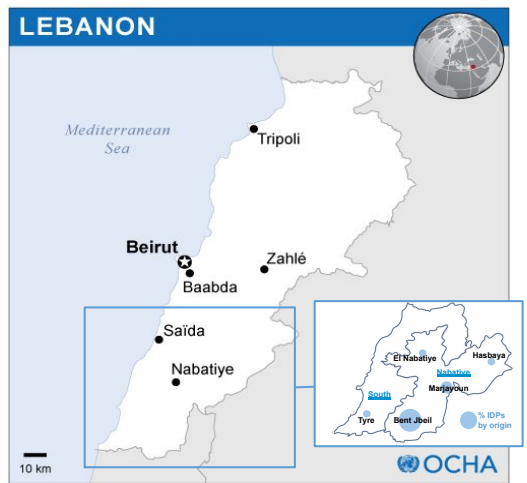 LEBANON
Mediterranean
Sea
Tripoli
Beirut
Zahlé
Baabda
Saïda
Nabatiye
El Nabatiye
Hasbaya
Nabatiye
Marjayoun
South
Tyre
Bent Jbeil
% IDPs
by origin
10 km
OCHA